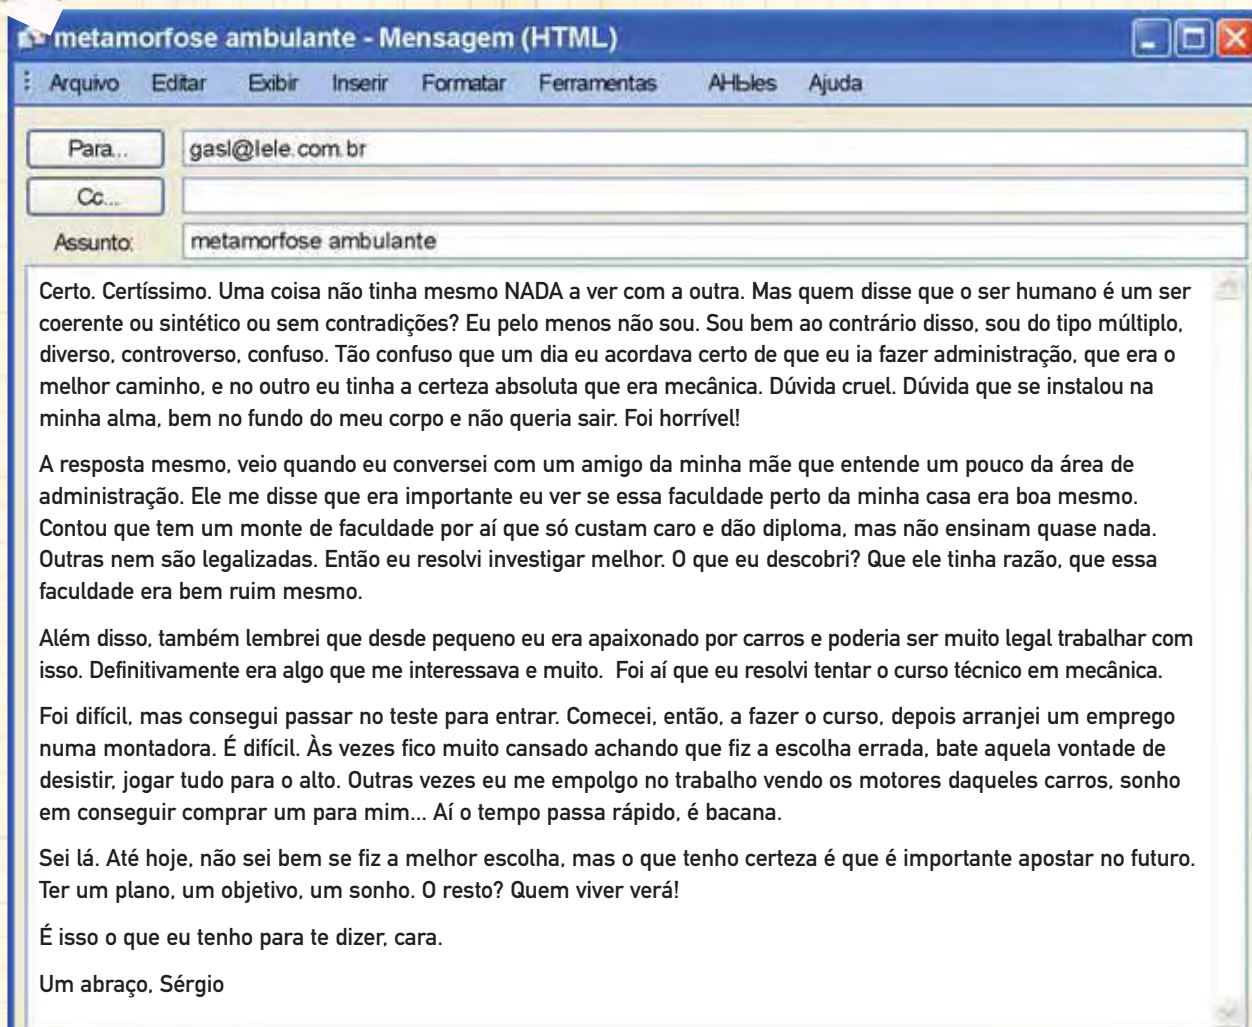 metamorfose ambulante - Mensagem (HTML)
Arquivo Editar Exibir Inserir Formatar Ferramentas AHЫes Ajuda
Para... gasl@lele.com.br
Cc...
Assunto: metamorfose ambulante
Certo. Certíssimo. Uma coisa não tinha mesmo NADA a ver com a outra. Mas quem disse que o ser humano é um ser
coerente ou sintético ou sem contradições? Eu pelo menos não sou. Sou bem ao contrário disso, sou do tipo múltiplo,
diverso, controverso, confuso. Tão confuso que um dia eu acordava certo de que eu ia fazer administração, que era o
melhor caminho, e no outro eu tinha a certeza absoluta que era mecânica. Dúvida cruel. Dúvida que se instalou na
minha alma, bem no fundo do meu corpo e não queria sair. Foi horrível!
A resposta mesmo, veio quando eu conversei com um amigo da minha mãe que entende um pouco da área de
administração. Ele me disse que era importante eu ver se essa faculdade perto da minha casa era boa mesmo.
Contou que tem um monte de faculdade por aí que só custam caro e dão diploma, mas não ensinam quase nada.
Outras nem são legalizadas. Então eu resolvi investigar melhor. O que eu descobri? Que ele tinha razão, que essa
faculdade era bem ruim mesmo.
Além disso, também lembrei que desde pequeno eu era apaixonado por carros e poderia ser muito legal trabalhar com
isso. Definitivamente era algo que me interessava e muito. Foi aí que eu resolvi tentar o curso técnico em mecânica.
Foi difícil, mas consegui passar no teste para entrar. Comecei, então, a fazer o curso, depois arranjei um emprego
numa montadora. É difícil. Às vezes fico muito cansado achando que fiz a escolha errada, bate aquela vontade de
desistir, jogar tudo para o alto. Outras vezes eu me empolgo no trabalho vendo os motores daqueles carros, sonho
em conseguir comprar um para mim... Aí o tempo passa rápido, é bacana.
Sei lá. Até hoje, não sei bem se fiz a melhor escolha, mas o que tenho certeza é que é importante apostar no futuro.
Ter um plano, um objetivo, um sonho. O resto? Quem viver verá!
É isso o que eu tenho para te dizer, cara.
Um abraço, Sérgio